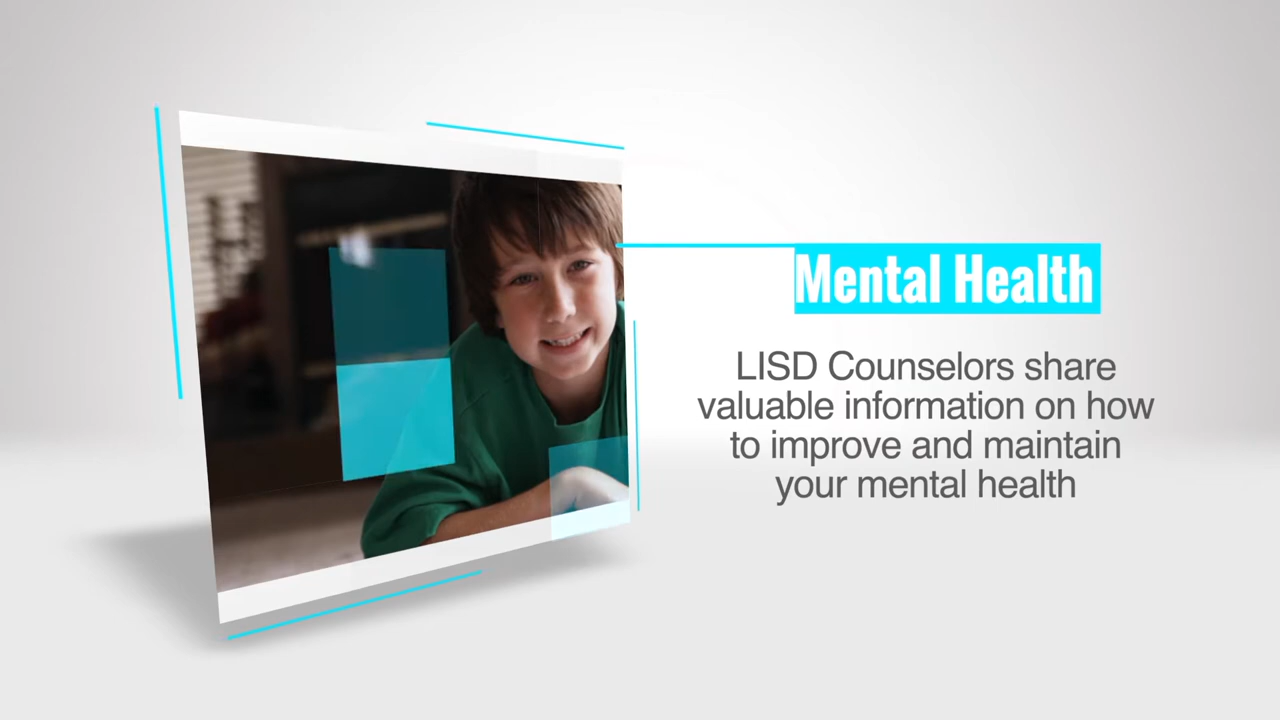 Mental Health
LISD Counselors share
valuable information on how
to improve and maintain
your mental health